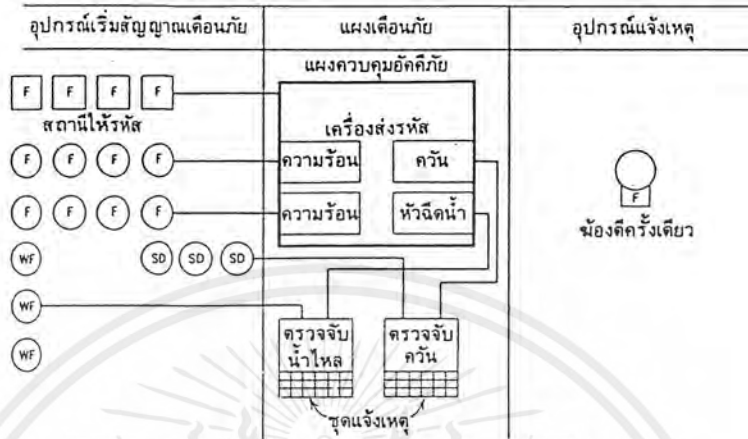 อุปกรณ์เริ่มสัญญาณเตือนภัย แผงเตือนภัย อุปกรณ์แจ้งเหตุ
แผงควบคุมอัคคีภัย
F F F F
สถานีให้รหัส เครื่องส่งรหัส
F F F F ความร้อน ควัน
F F F F ความร้อน หัวฉีดน้ำ
F
ฆ้องตีครั้งเดียว
WF SD SD SD
WF
ตรวจจับ ตรวจจับ
น้ำไหล ควัน
WF
ชุดแจ้งเหตุ